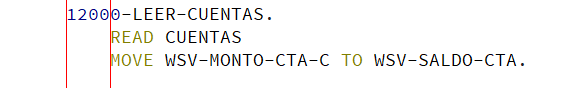 12000-LEER-CUENTAS.
READ CUENTAS
MOVE WSV-MONTO-CTA-C TO WSV-SALDO-CTA.